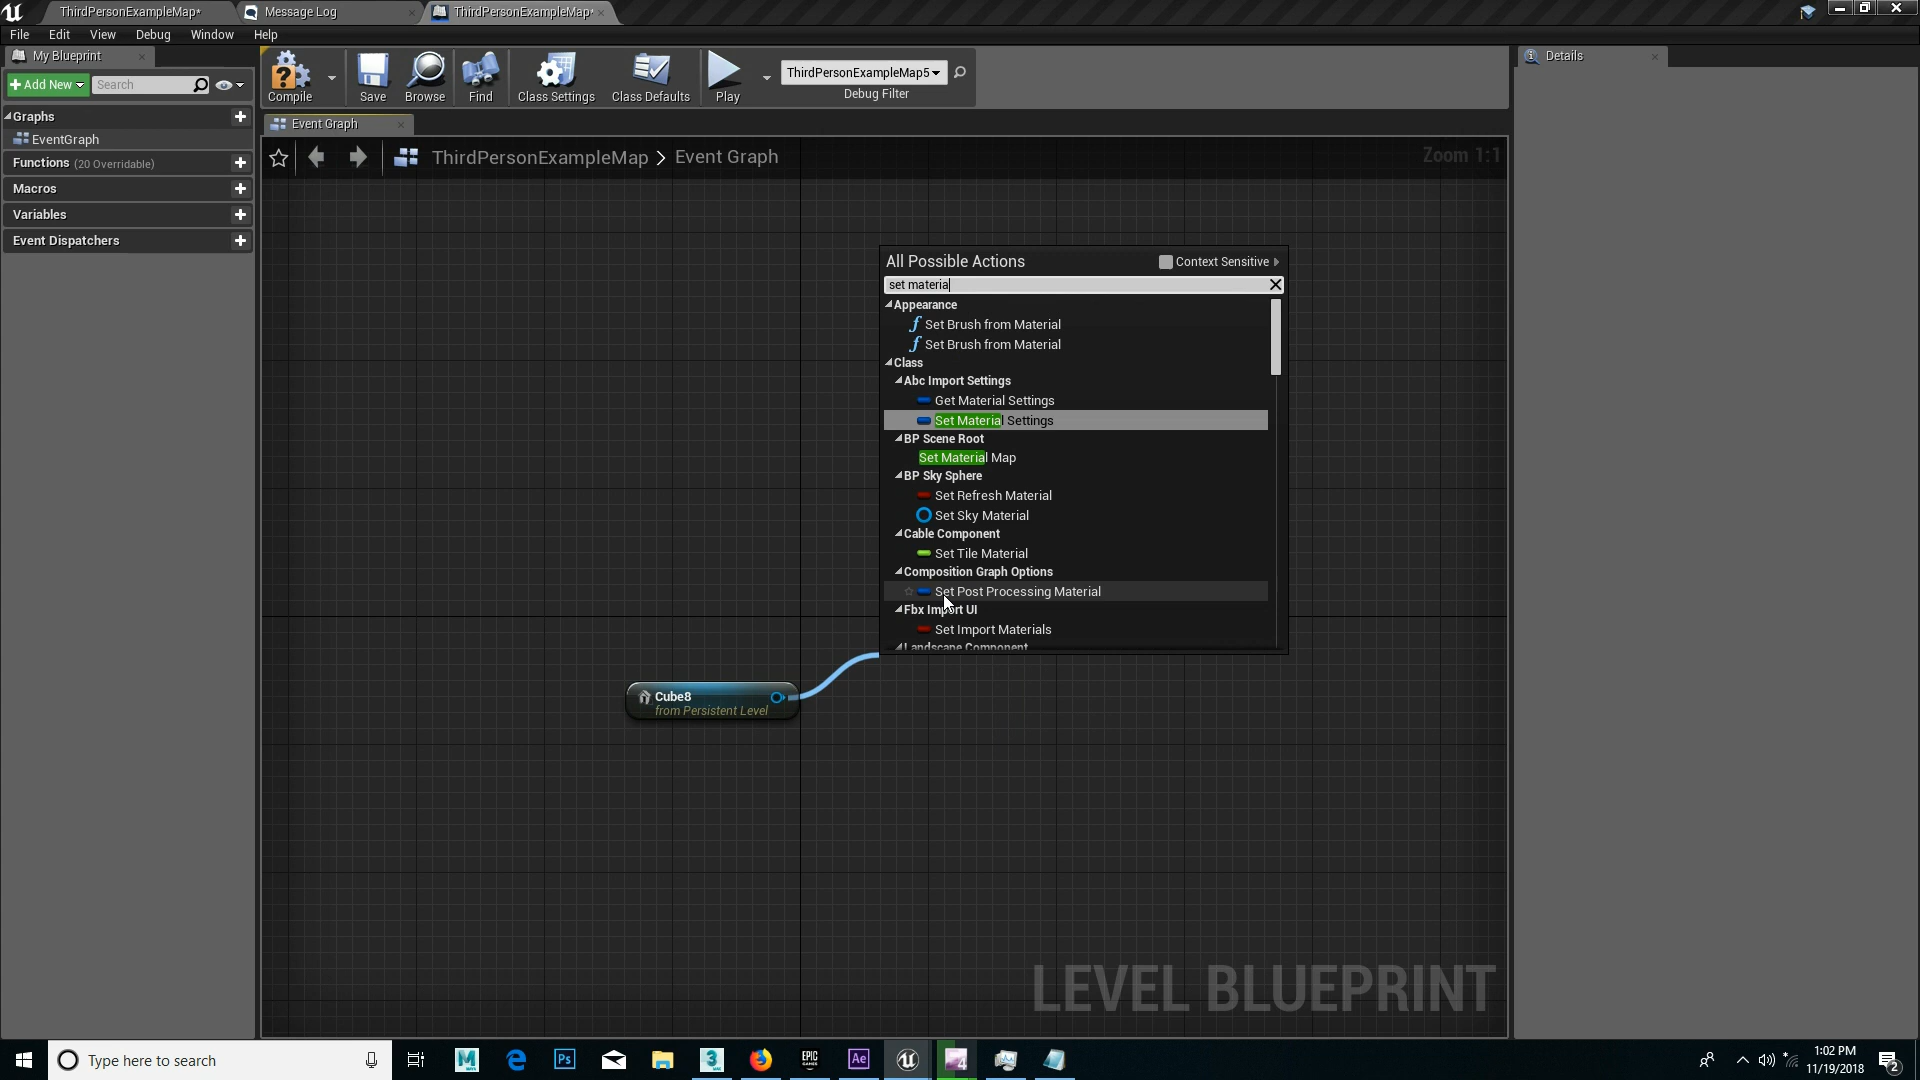 ThirdPersonExampleMap*
Message Log
ThirdPersonExampleMap*
File
Edit
View
Debug
Window
Help
My Blueprint
Add New
Search
Graphs
EventGraph
Functions (20 Overridable)
Macros
Variables
Event Dispatchers
Compile
Save
Browse
Find
Class Settings
Class Defaults
Play
ThirdPersonExampleMap5
Debug Filter
Details
Event Graph
ThirdPersonExampleMap > Event Graph
Zoom 1:1
All Possible Actions
Context Sensitive
set materia
Appearance
Set Brush from Material
Set Brush from Material
Class
Abc Import Settings
Get Material Settings
Set Material Settings
BP Scene Root
Set Material Map
BP Sky Sphere
Set Refresh Material
Set Sky Material
Cable Component
Set Tile Material
Composition Graph Options
Set Post Processing Material
Fbx Import UI
Set Import Materials
Landscape Component
Cube8
from Persistent Level
LEVEL BLUEPRINT
Type here to search
1:02 PM
11/19/2018
2